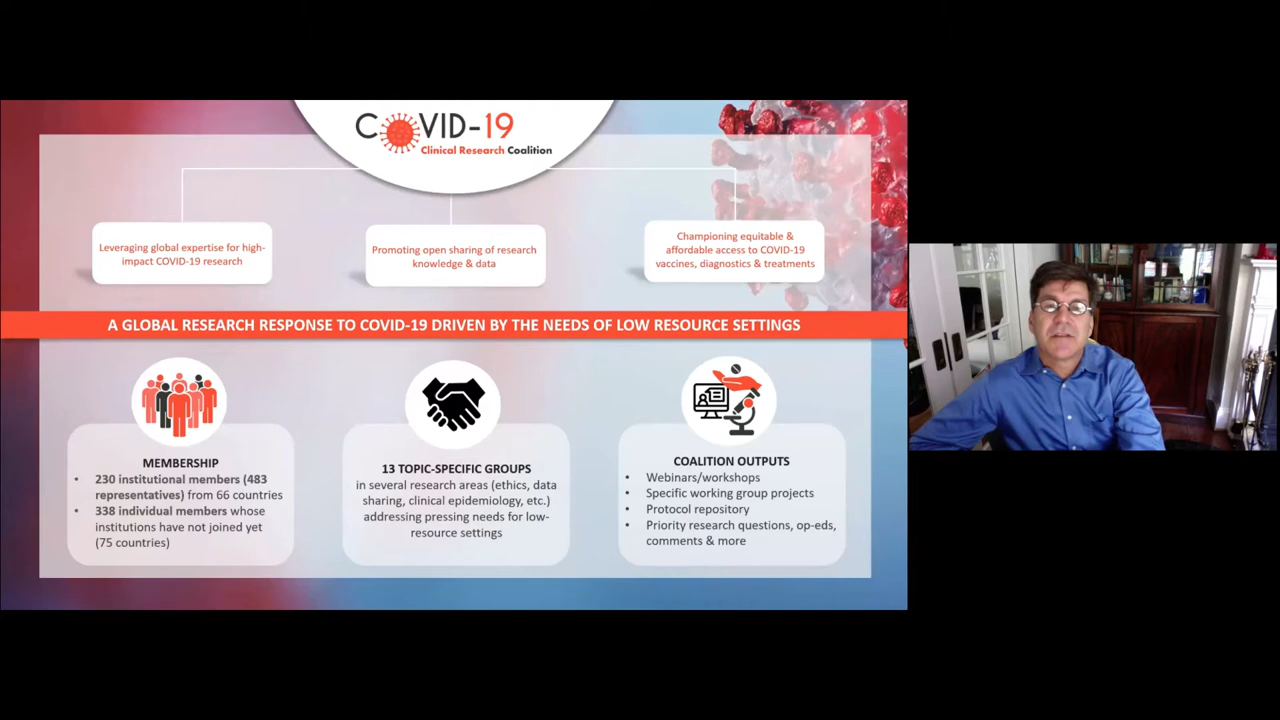 COVID-19
Clinical Research Coalition
Leveraging global expertise for high-
impact COVID-19 research
Promoting open sharing of research
knowledge & data
Championing equitable &
affordable access to COVID-19
vaccines, diagnostics & treatments
A GLOBAL RESEARCH RESPONSE TO COVID-19 DRIVEN BY THE NEEDS OF LOW RESOURCE SETTINGS
MEMBERSHIP
• 230 institutional members (483
representatives) from 66 countries
• 338 individual members whose
institutions have not joined yet
(75 countries)
13 TOPIC-SPECIFIC GROUPS
in several research areas (ethics, data
sharing, clinical epidemiology, etc.)
addressing pressing needs for low-
resource settings
COALITION OUTPUTS
• Webinars/workshops
• Specific working group projects
• Protocol repository
• Priority research questions, op-eds,
comments & more